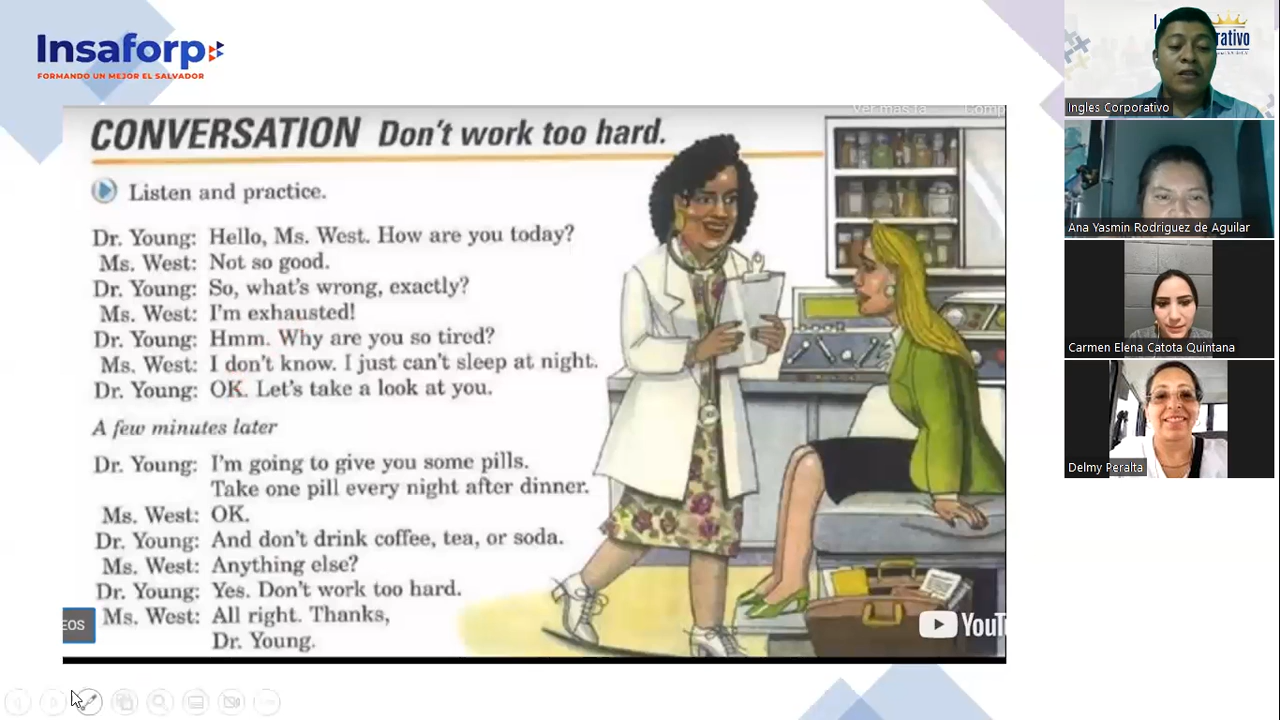 Insaforp
FORMANDO UN MEJOR EL SALVADOR
Ver más ta
Comp
CONVERSATION Don't work too hard.
Listen and practice.
Dr. Young: Hello, Ms. West. How are you today?
Ms. West: Not so good.
Dr. Young: So, what's wrong, exactly?
Ms. West: I'm exhausted!
Dr. Young: Hmm. Why are you so tired?
Ms. West: I don't know. I just can't sleep at night.
Dr. Young: OK. Let's take a look at you.
A few minutes later
Dr. Young: I'm going to give you some pills.
Take one pill every night after dinner.
Ms. West: OK.
Dr. Young: And don't drink coffee, tea, or soda.
Ms. West: Anything else?
Dr. Young: Yes. Don't work too hard.
Ms. West: All right. Thanks,
Dr. Young.
EOS
YouT
Ingles Corporativo
Ana Yasmin Rodriguez de Aguilar
Carmen Elena Catota Quintana
Delmy Peralta